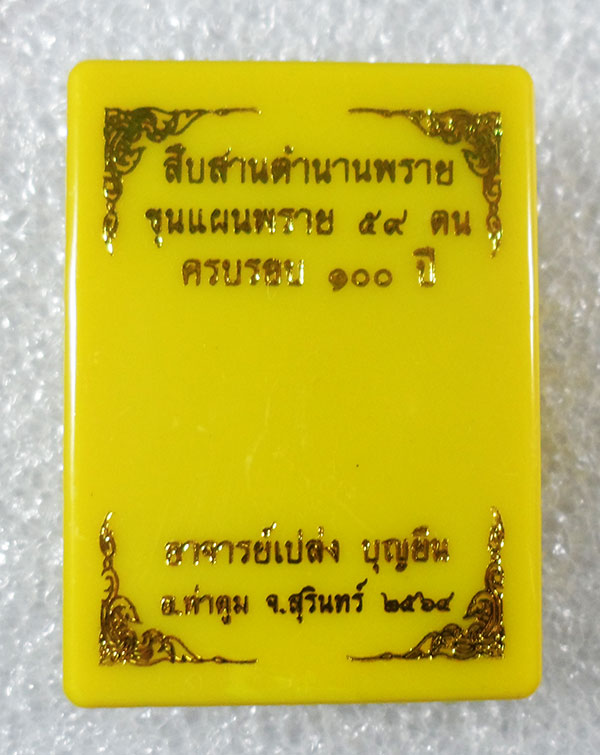 สืบสานตำนานพราย
ขุนแผนพราย ๕๙ ตน
ครบรอบ ๑๐๐ ปี
อาจารย์เปล่ง บุญยืน
อ.ท่าตูม จ.สุรินทร์ ๒๕๖๔